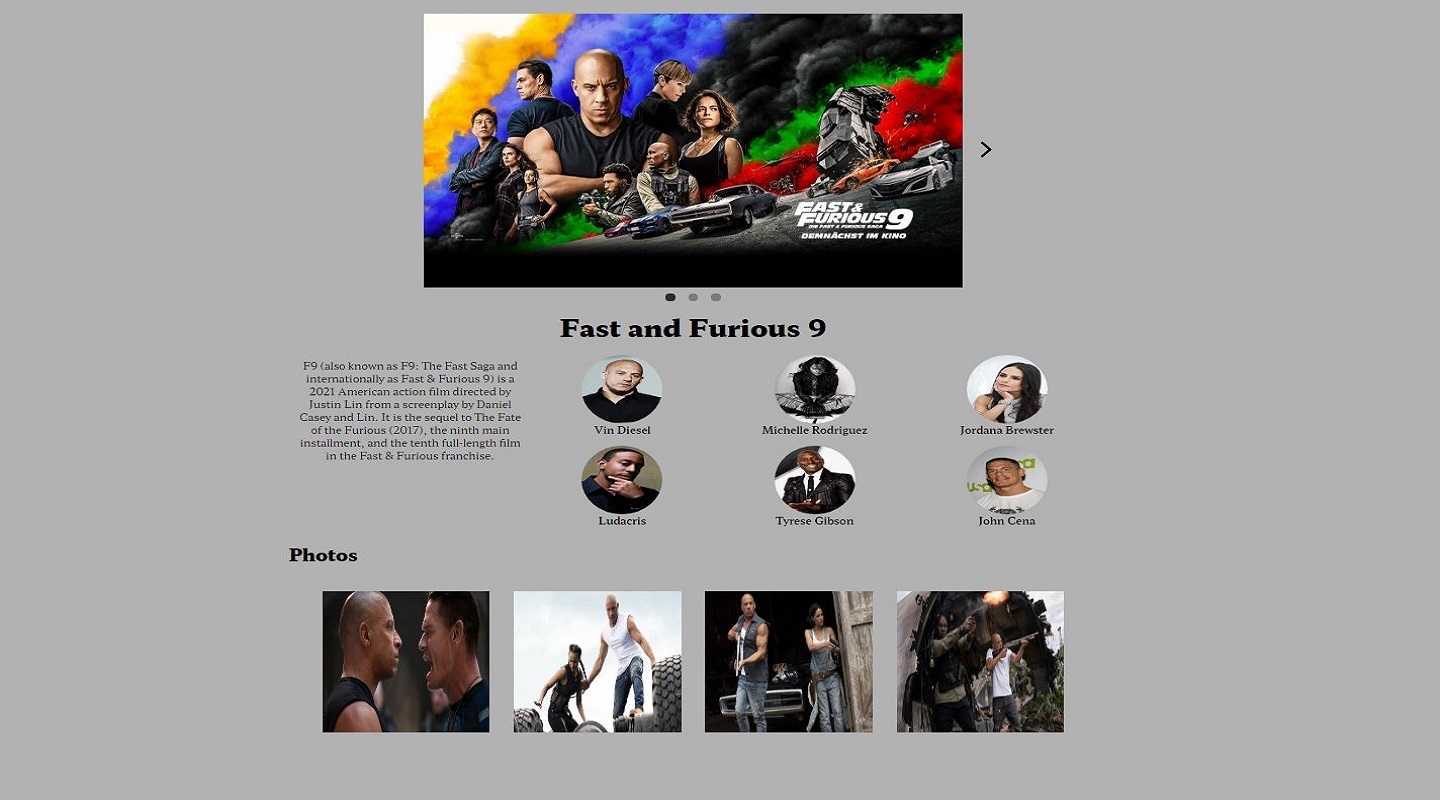 FAST &
FURIOUS 9
THE FAST & FURIOUS SAGA
DEMNÄCHST IM KINO
Fast and Furious 9
F9 (also known as F9: The Fast Saga and
internationally as Fast & Furious 9) is a
2021 American action film directed by
Justin Lin from a screenplay by Daniel
Casey and Lin. It is the sequel to The Fate
of the Furious (2017), the ninth main
installment, and the tenth full-length film
in the Fast & Furious franchise.
Vin Diesel
Michelle Rodriguez
Jordana Brewster
Ludacris
Tyrese Gibson
John Cena
Photos